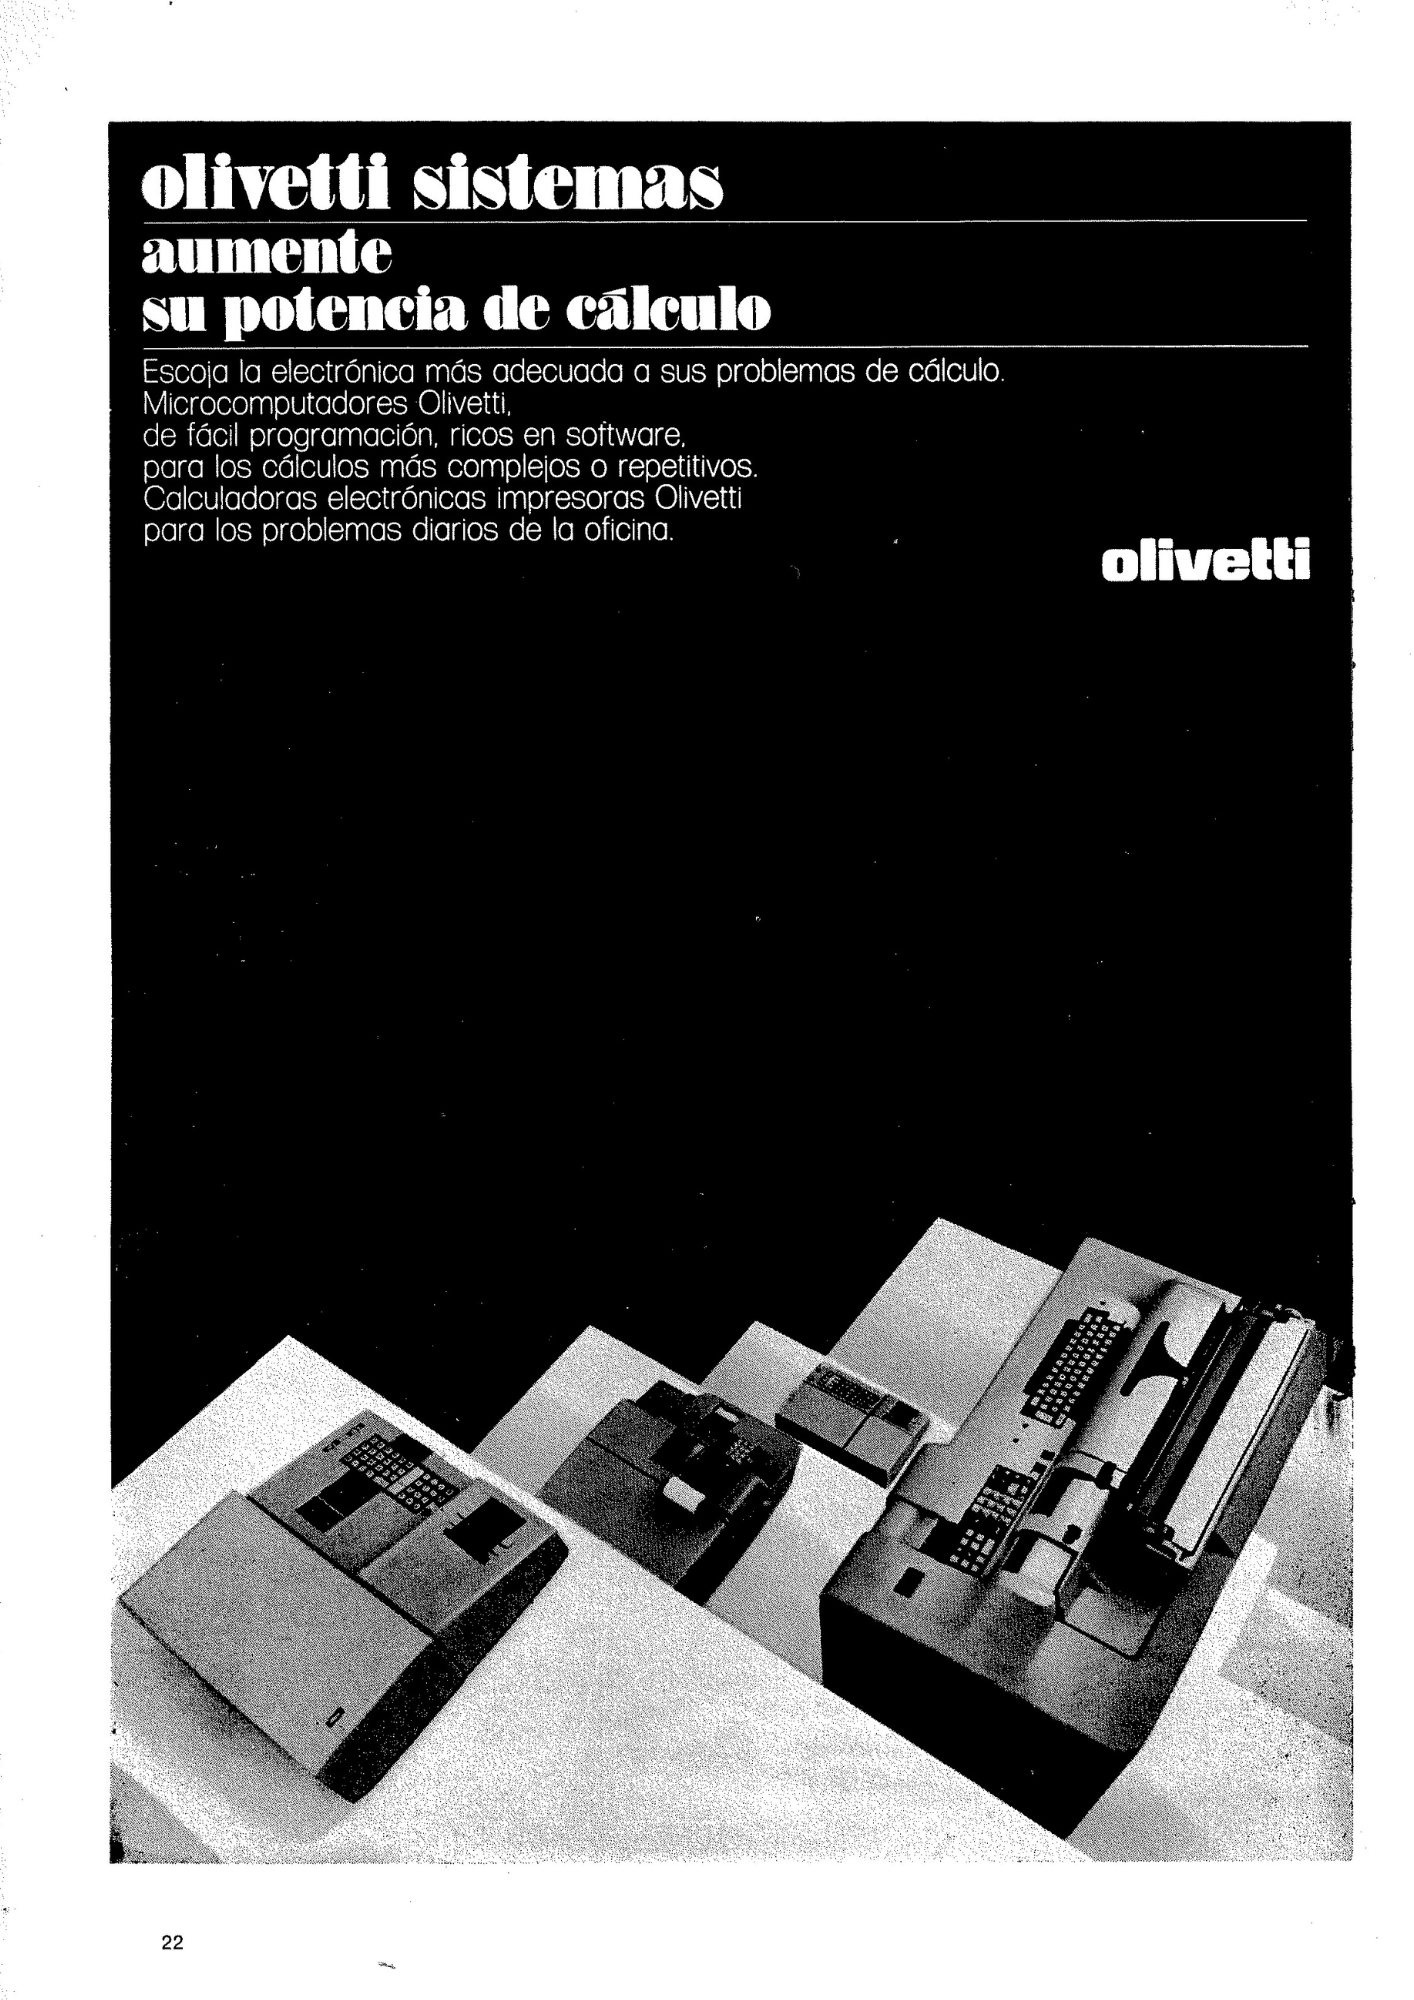 olivetti sistemas
aumente
su potencia de cálculo
Escoja la electrónica más adecuada a sus problemas de cálculo.
Microcomputadores Olivetti,
de fácil programación, ricos en software,
para los cálculos más complejos o repetitivos.
Calculadoras electrónicas impresoras Olivetti
para los problemas diarios de la oficina.
olivetti
22